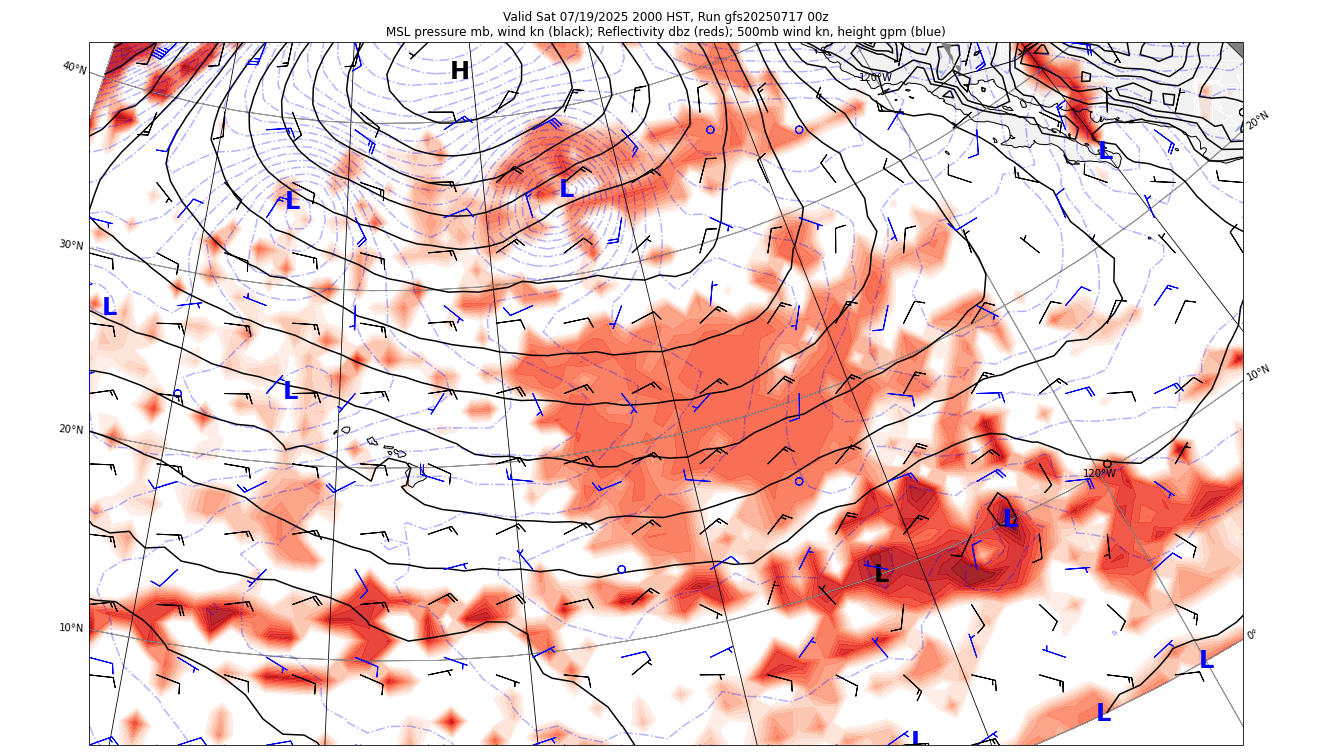 Valid Sat 07/19/2025 2000 HST, Run gfs20250717 00z
MSL pressure mb, wind kn (black); Reflectivity dbz (reds); 500mb wind kn, height gpm (blue)
40°N
H
120°W
20°N
L
L
L
30°N
L
10°N
L
20°N
120°W
L
L
10°N
0°
L
L
L